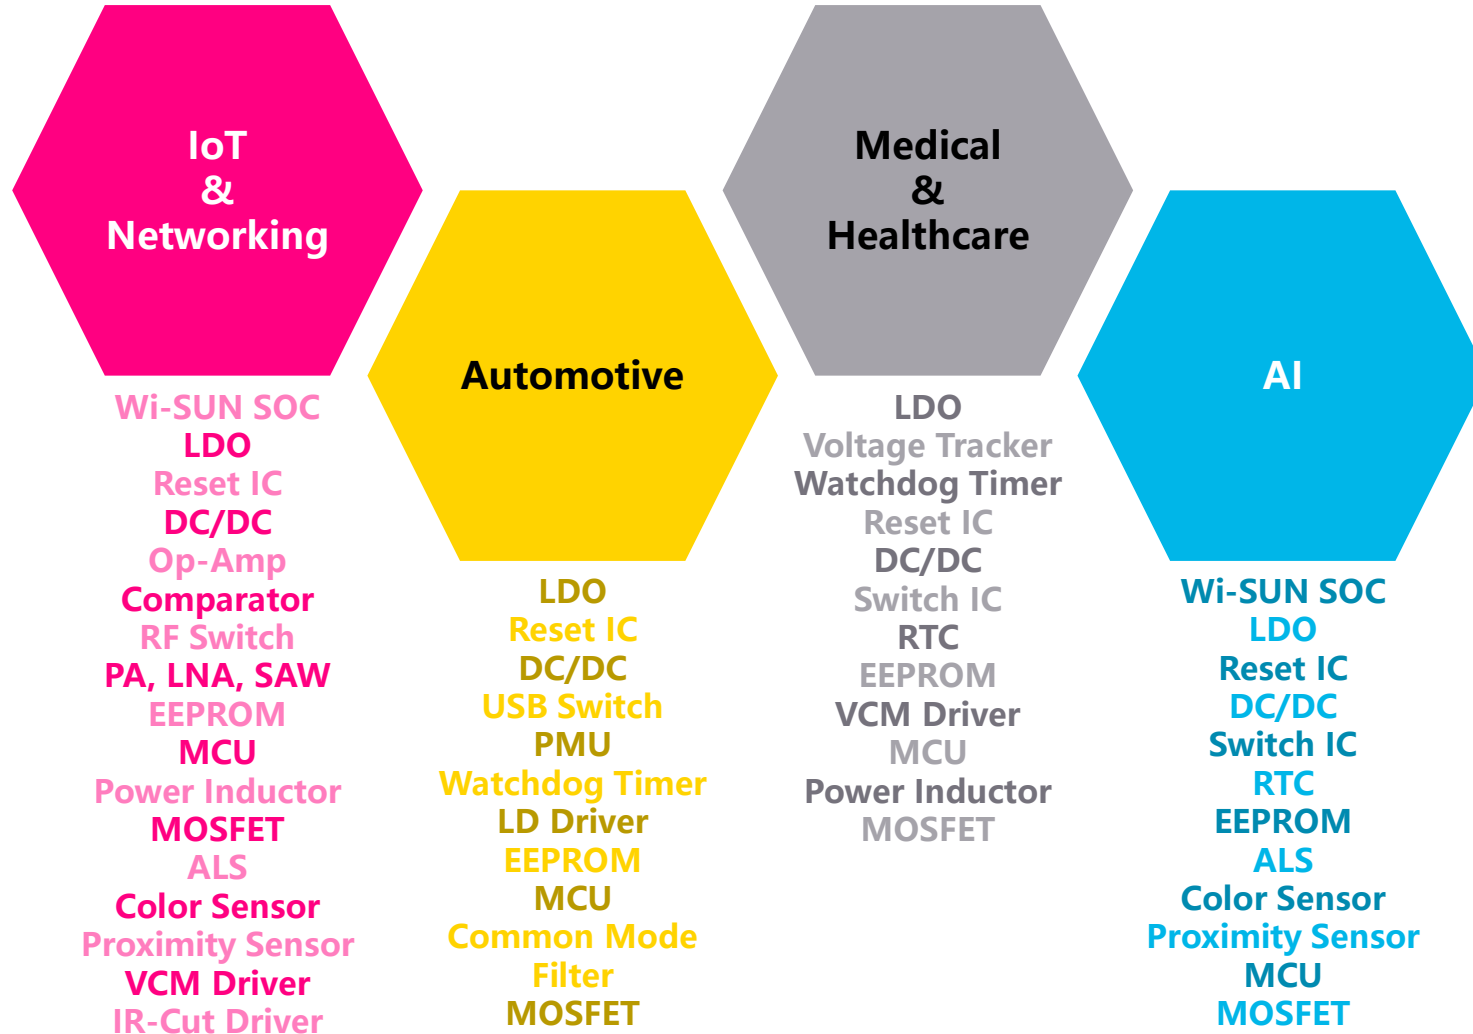 IoT
&
Networking
Wi-SUN SOC
LDO
Reset IC
DC/DC
Op-Amp
Comparator
RF Switch
PA, LNA, SAW
EEPROM
MCU
Power Inductor
MOSFET
ALS
Color Sensor
Proximity Sensor
VCM Driver
IR-Cut Driver
Automotive
LDO
Reset IC
DC/DC
USB Switch
PMU
Watchdog Timer
LD Driver
EEPROM
MCU
Common Mode
Filter
MOSFET
Medical
&
Healthcare
LDO
Voltage Tracker
Watchdog Timer
Reset IC
DC/DC
Switch IC
RTC
EEPROM
VCM Driver
MCU
Power Inductor
MOSFET
AI
Wi-SUN SOC
LDO
Reset IC
DC/DC
Switch IC
RTC
EEPROM
ALS
Color Sensor
Proximity Sensor
MCU
MOSFET